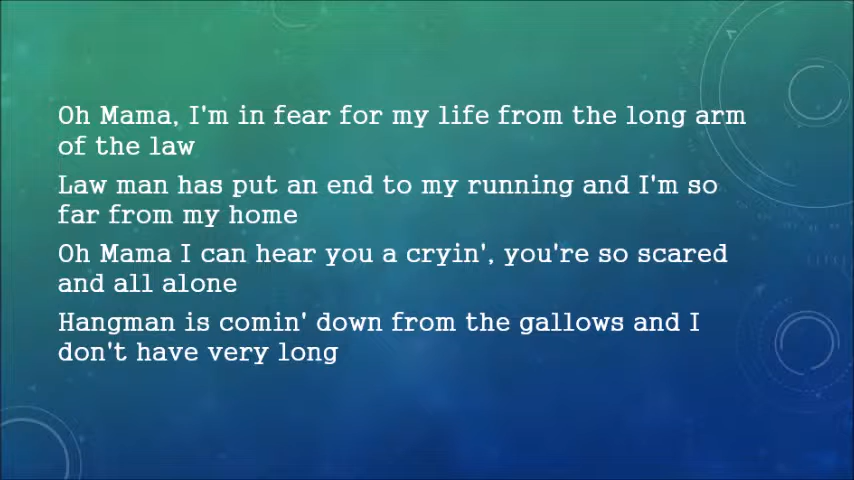 Oh Mama, I'm in fear for my life from the long arm
of the law
Law man has put an end to my running and I'm so
far from my home
Oh Mama I can hear you a cryin', you're so scared
and all alone
Hangman is comin' down from the gallows and I
don't have very long